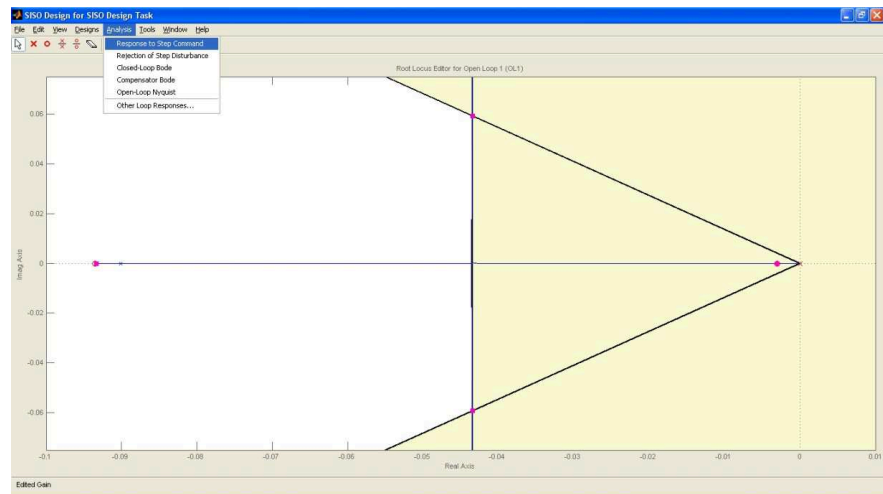 SISO Design for SISO Design Task
File Edit View Designs Analysis Tools Window Help
Response to Step Command
Rejection of Step Disturbance
Closed-Loop Bode
Compensator Bode
Open-Loop Nyquist
Other Loop Responses...
Root Locus Editor for Open Loop 1 (OL1)
0.06
0.04
0.02
0
-0.02
-0.04
-0.06
Imag Axis
-0.1 -0.09 -0.08 -0.07 -0.06 -0.05 -0.04 -0.03 -0.02 -0.01 0 0.01
Real Axis
Edited Gain